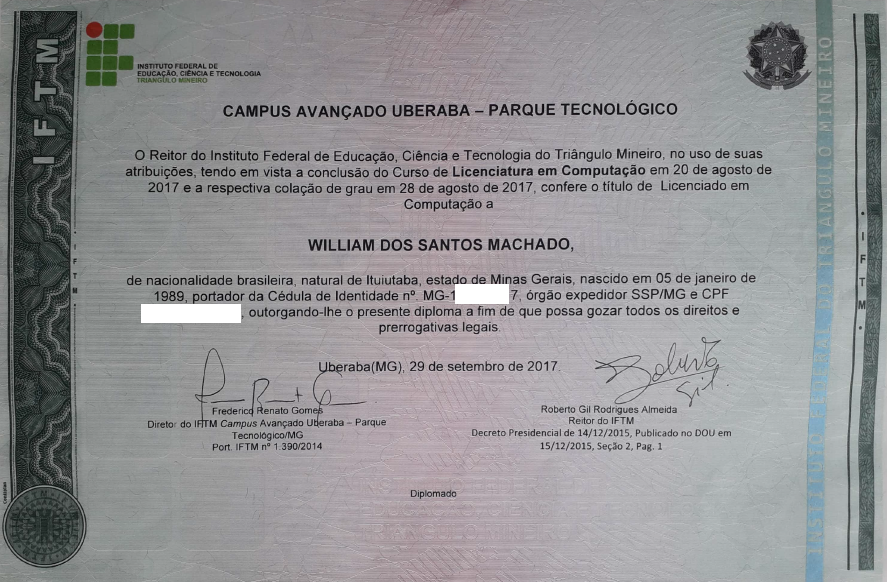 IFTM
INSTITUTO FEDERAL DE
EDUCAÇÃO, CIÊNCIA E TECNOLOGIA
TRIÂNGULO MINEIRO
CAMPUS AVANÇADO UBERABA – PARQUE TECNOLÓGICO
O Reitor do Instituto Federal de Educação, Ciência e Tecnologia do Triângulo Mineiro, no uso de suas
atribuições, tendo em vista a conclusão do Curso de Licenciatura em Computação em 20 de agosto de
2017 e a respectiva colação de grau em 28 de agosto de 2017, confere o título de Licenciado em
Computação a
WILLIAM DOS SANTOS MACHADO,
de nacionalidade brasileira, natural de Ituiutaba, estado de Minas Gerais, nascido em 05 de janeiro de
1989, portador da Cédula de Identidade nº. MG-1 7, órgão expedidor SSP/MG e CPF
, outorgando-lhe o presente diploma a fim de que possa gozar todos os direitos e
prerrogativas legais.
Uberaba(MG), 29 de setembro de 2017.
Frederico Renato Gomes
Diretor do IFTM Campus Avançado Uberaba – Parque
Tecnológico/MG
Port. IFTM nº 1.390/2014
Roberto Gil Rodrigues Almeida
Reitor do IFTM
Decreto Presidencial de 14/12/2015, Publicado no DOU em
15/12/2015, Seção 2, Pag. 1
Diplomado
INSTITUTO FEDERAL DO TRIANGULO MINEIRO
• IFTM •
• IFTM •